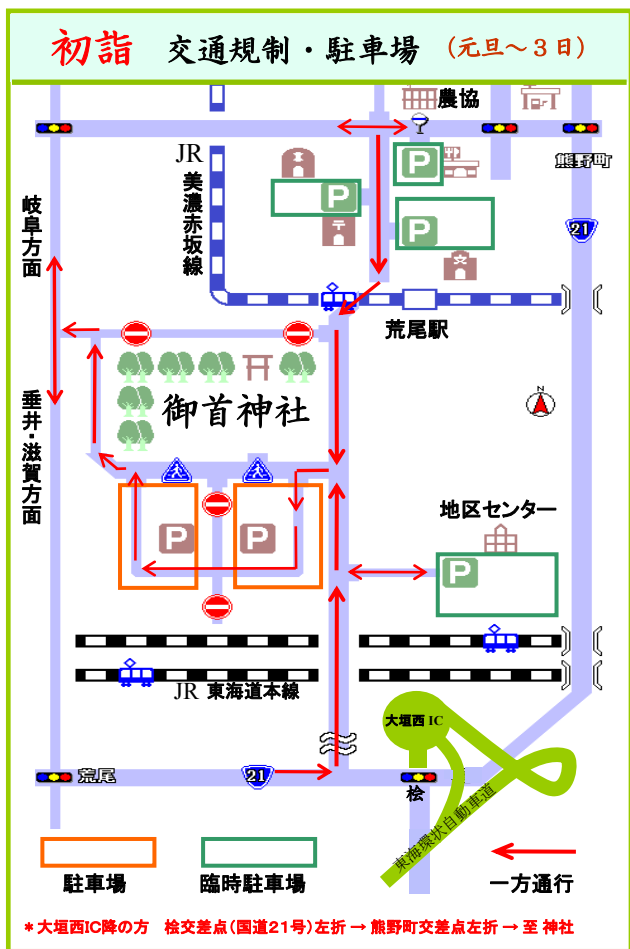 初詣 交通規制・駐車場 (元旦～3日)
農協
熊野町
JR
美濃赤坂線
P
P
P
〒
文
21
岐阜方面
荒尾駅
御首神社
N
垂井・滋賀方面
地区センター
P
P
P
JR 東海道本線
大垣西 IC
荒尾
21
桧
東海環状自動車道
駐車場
臨時駐車場
一方通行
*大垣西IC降の方 桧交差点(国道21号)左折 → 熊野町交差点左折 → 至 神社